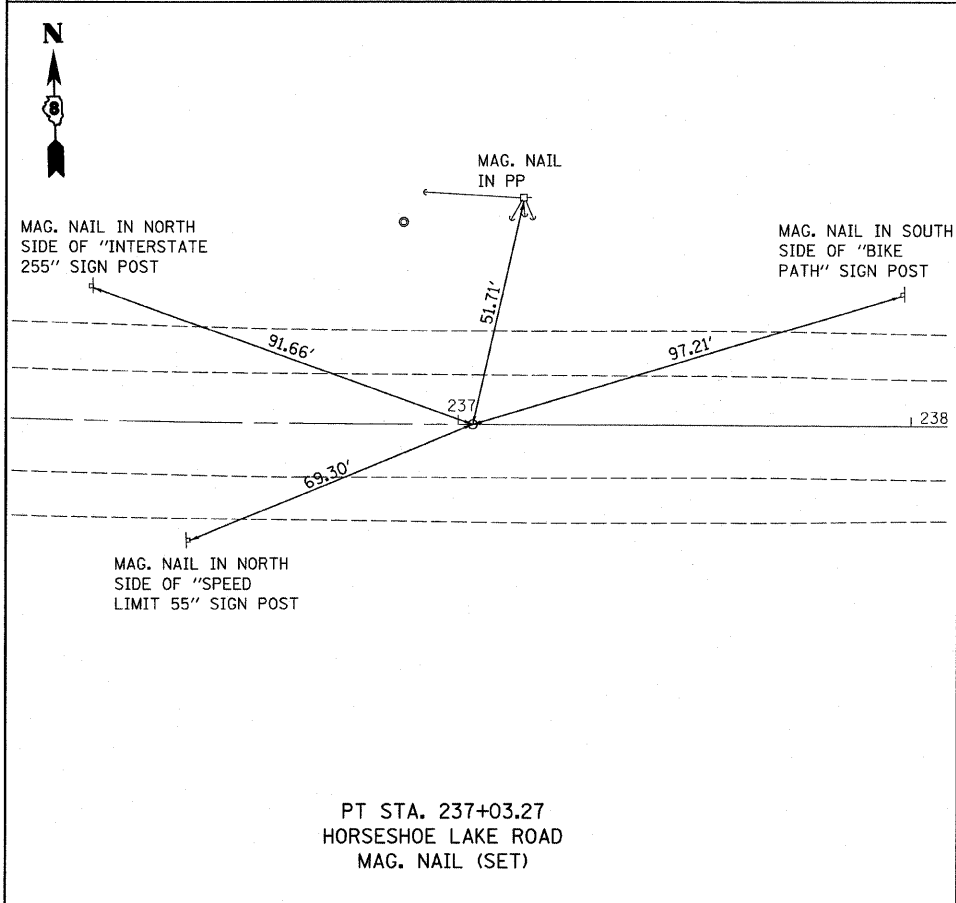 N
8
MAG. NAIL
IN PP
MAG. NAIL IN NORTH
SIDE OF "INTERSTATE
255" SIGN POST
MAG. NAIL IN SOUTH
SIDE OF "BIKE
PATH" SIGN POST
51.71'
91.66'
97.21'
237
238
69.30'
MAG. NAIL IN NORTH
SIDE OF "SPEED
LIMIT 55" SIGN POST
PT STA. 237+03.27
HORSESHOE LAKE ROAD
MAG. NAIL (SET)